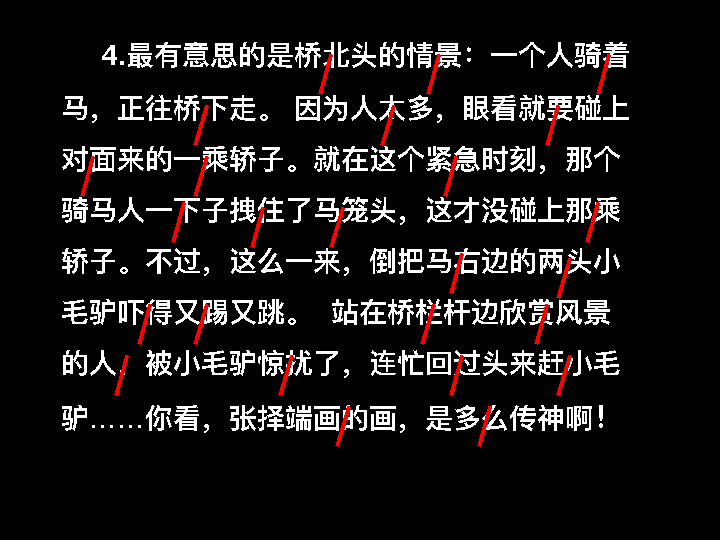 4.最有意思的是桥北头的情景：一个人骑着
马，正往桥下走。 因为人太多，眼看就要碰上
对面来的一乘轿子。就在这个紧急时刻，那个
骑马人一下子拽住了马笼头，这才没碰上那乘
轿子。不过，这么一来，倒把马右边的两头小
毛驴吓得又踢又跳。 站在桥栏杆边欣赏风景
的人，被小毛驴惊扰了，连忙回过头来赶小毛
驴……你看，张择端画的画，是多么传神啊！